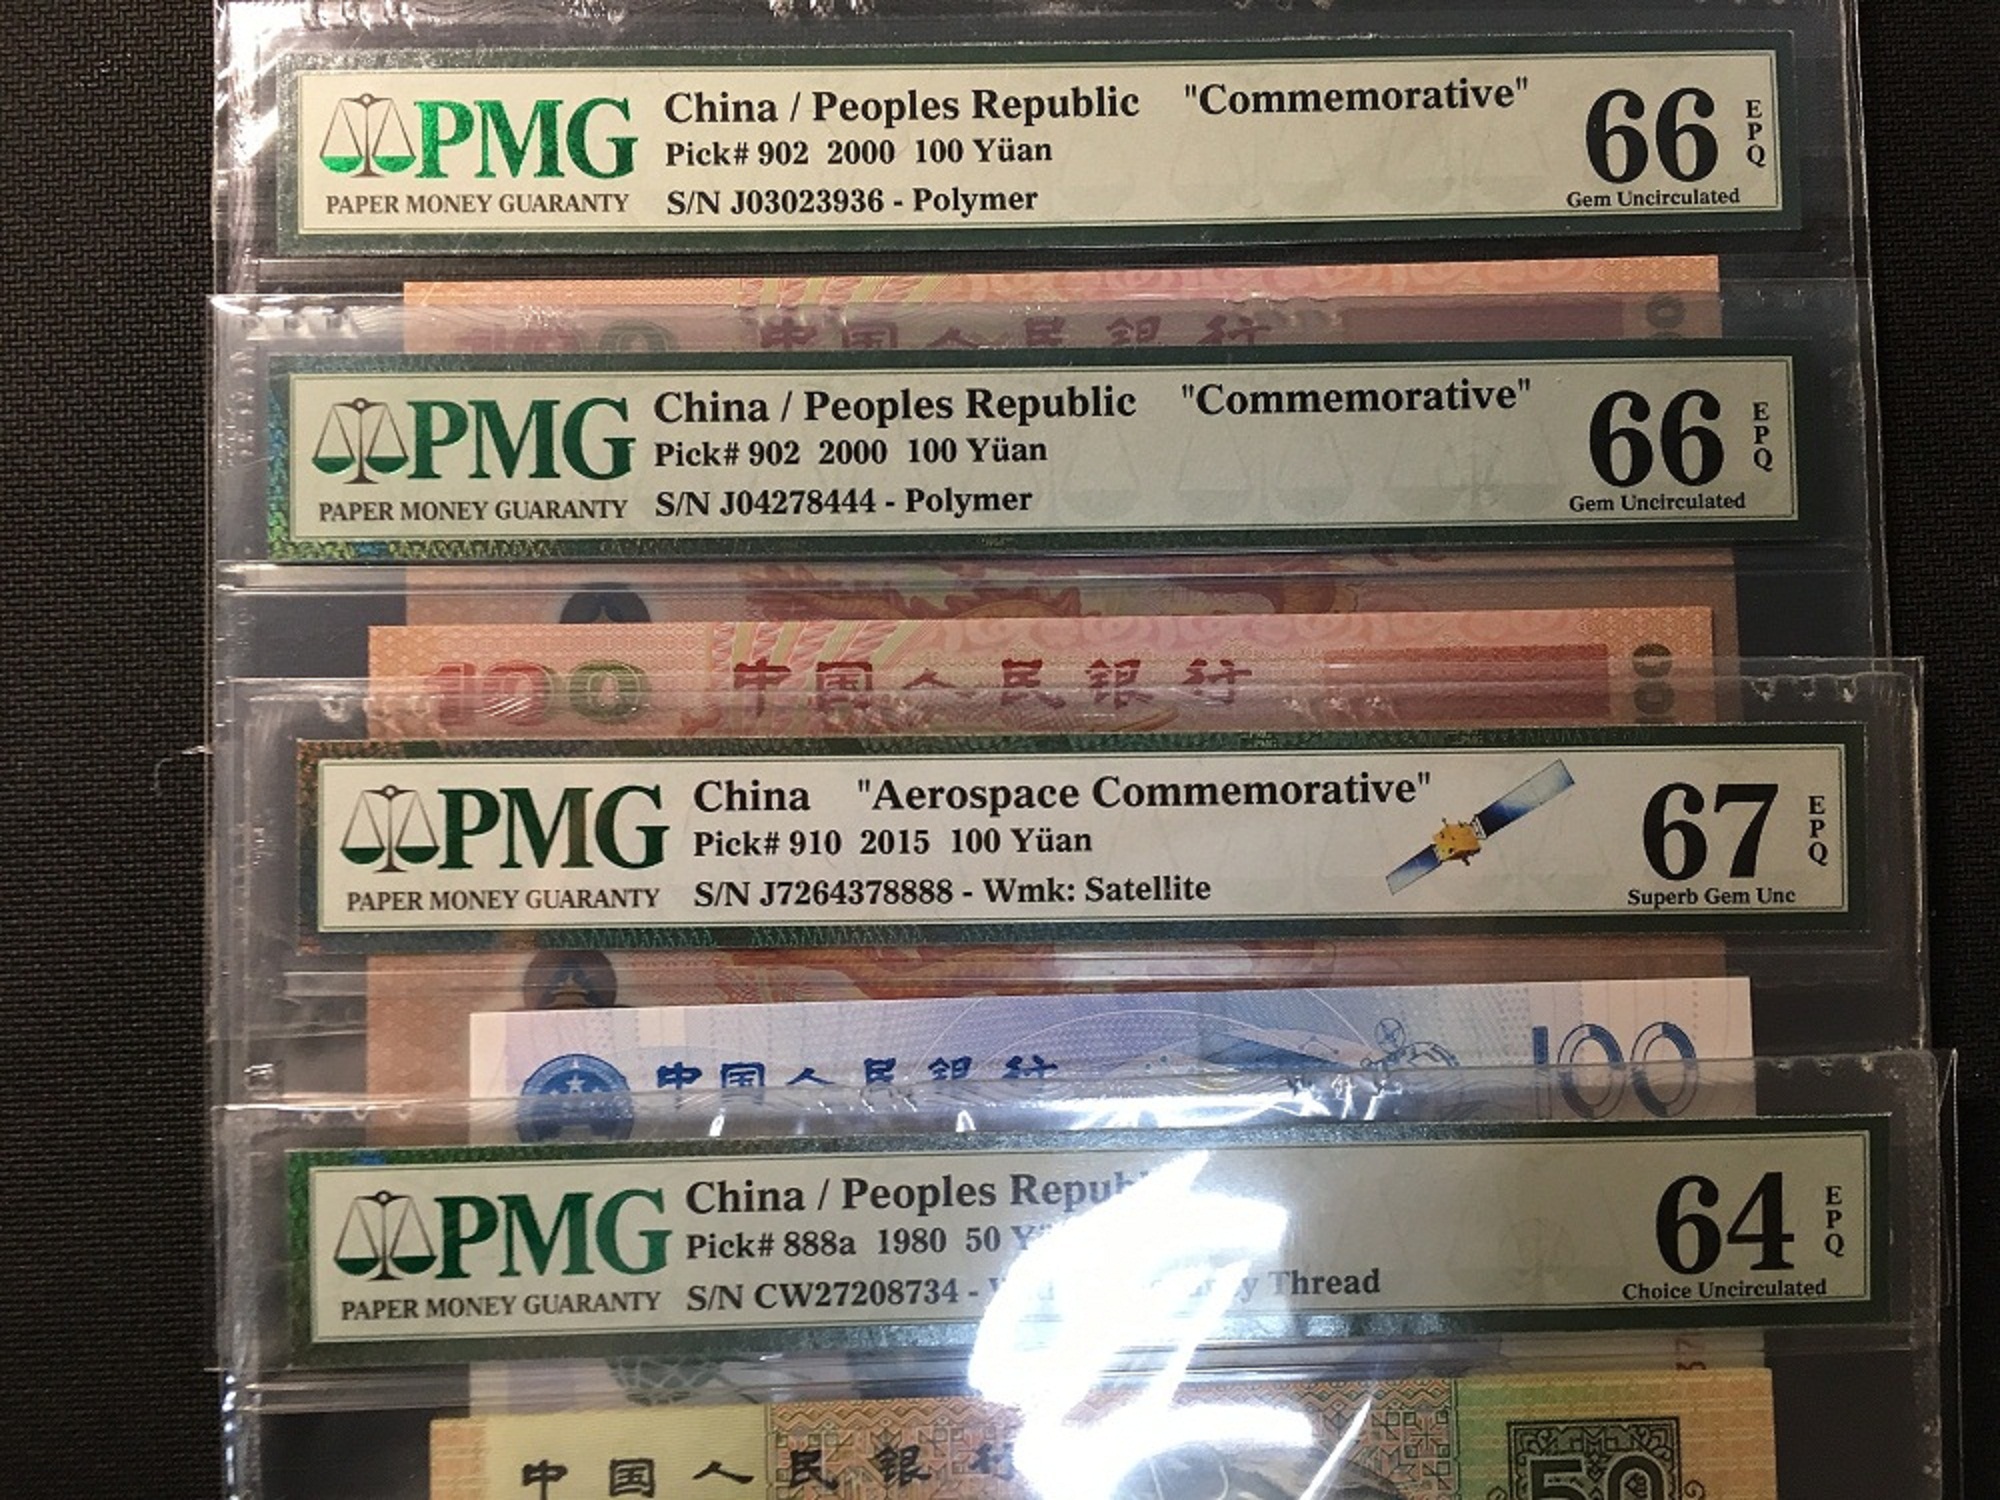 PMG
PAPER MONEY GUARANTY
China / Peoples Republic "Commemorative"
Pick# 902 2000 100 Yüan
S/N J03023936 - Polymer
66 EPQ
Gem Uncirculated
100 中国人民银行
PMG
PAPER MONEY GUARANTY
China / Peoples Republic "Commemorative"
Pick# 902 2000 100 Yüan
S/N J04278444 - Polymer
66 EPQ
Gem Uncirculated
100 中国人民银行 100
PMG
PAPER MONEY GUARANTY
China "Aerospace Commemorative"
Pick# 910 2015 100 Yüan
S/N J7264378888 - Wmk: Satellite
67 EPQ
Superb Gem Unc
中国人民银行 100
PMG
PAPER MONEY GUARANTY
China / Peoples
Pick# 888a 1980 50
S/N CW27208734 - Thread
64 EPQ
Choice Uncirculated
中国人民银行 50